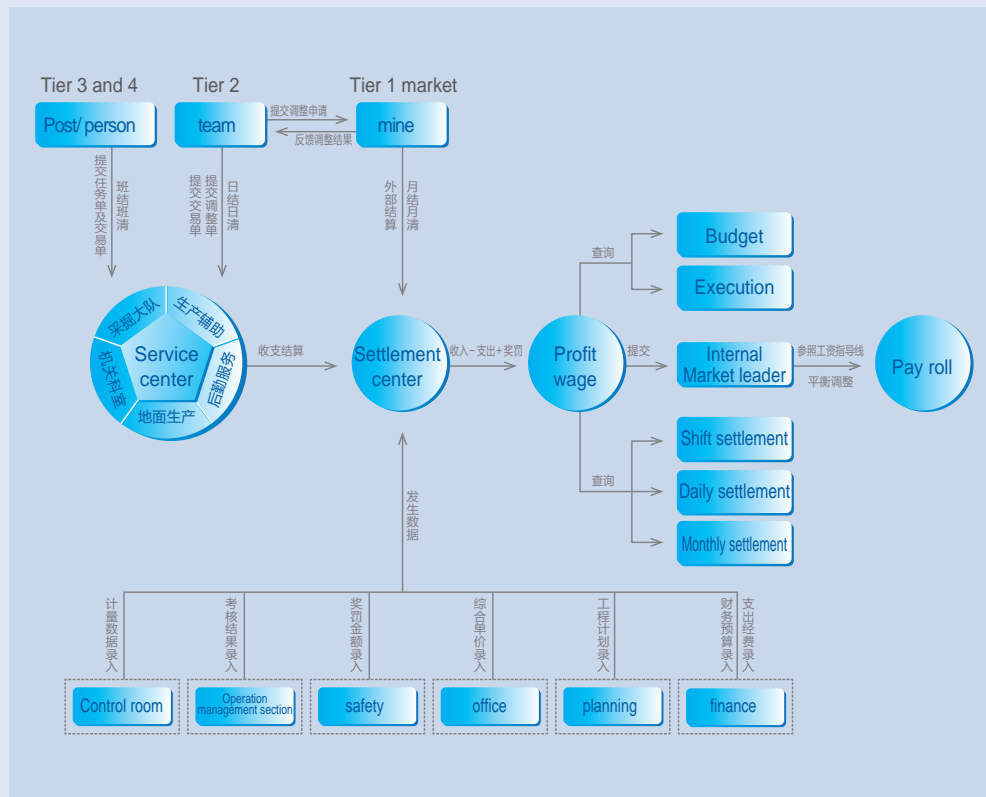 Tier 3 and 4
Tier 2
Tier 1 market
Post/ person
team
提交调整申请
反馈调整结果
mine
提交任务单及交易单
班结班清
提交交易单
提交调整单
日结日清
外部结算
月结月清
采掘大队
生产辅助
机关科室
后勤服务
地面生产
Service
center
收支结算
Settlement
center
收入－支出＋奖罚
Profit
wage
查询
Budget
Execution
提交
Internal
Market leader
参照工资指导线
平衡调整
Pay roll
查询
Shift settlement
Daily settlement
Monthly settlement
发生数据
计量数据录入
考核结果录入
奖罚金额录入
综合单价录入
工程计划录入
财务预算录入
支出经费录入
Control room
Operation
management section
safety
office
planning
finance